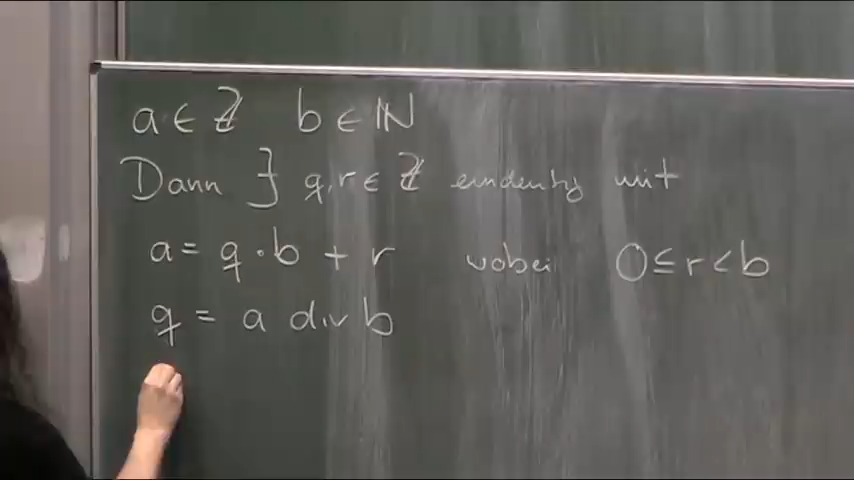 a ∈ ℤ b ∈ ℕ
Dann ∃ q, r ∈ ℤ eindeutig mit
a = q · b + r wobei 0 ≤ r < b
q = a div b